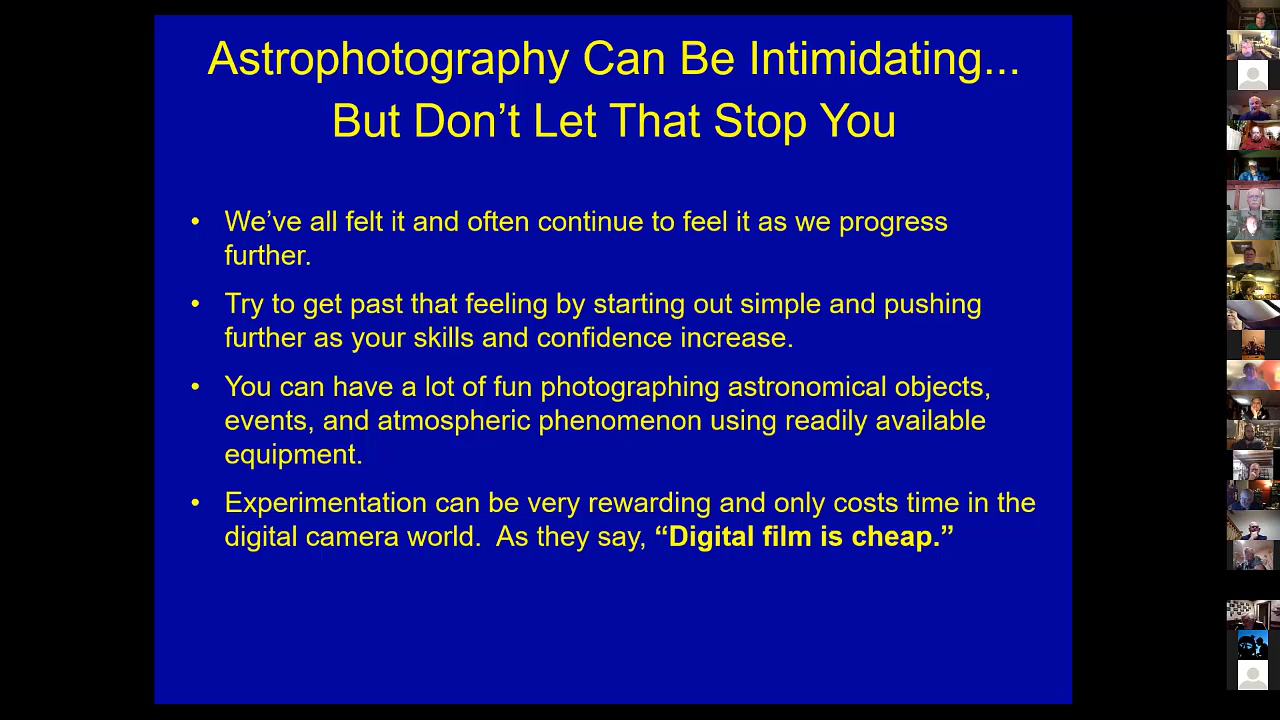 Astrophotography Can Be Intimidating...
But Don’t Let That Stop You
• We’ve all felt it and often continue to feel it as we progress
further.
• Try to get past that feeling by starting out simple and pushing
further as your skills and confidence increase.
• You can have a lot of fun photographing astronomical objects,
events, and atmospheric phenomenon using readily available
equipment.
• Experimentation can be very rewarding and only costs time in the
digital camera world.  As they say, “Digital film is cheap.”